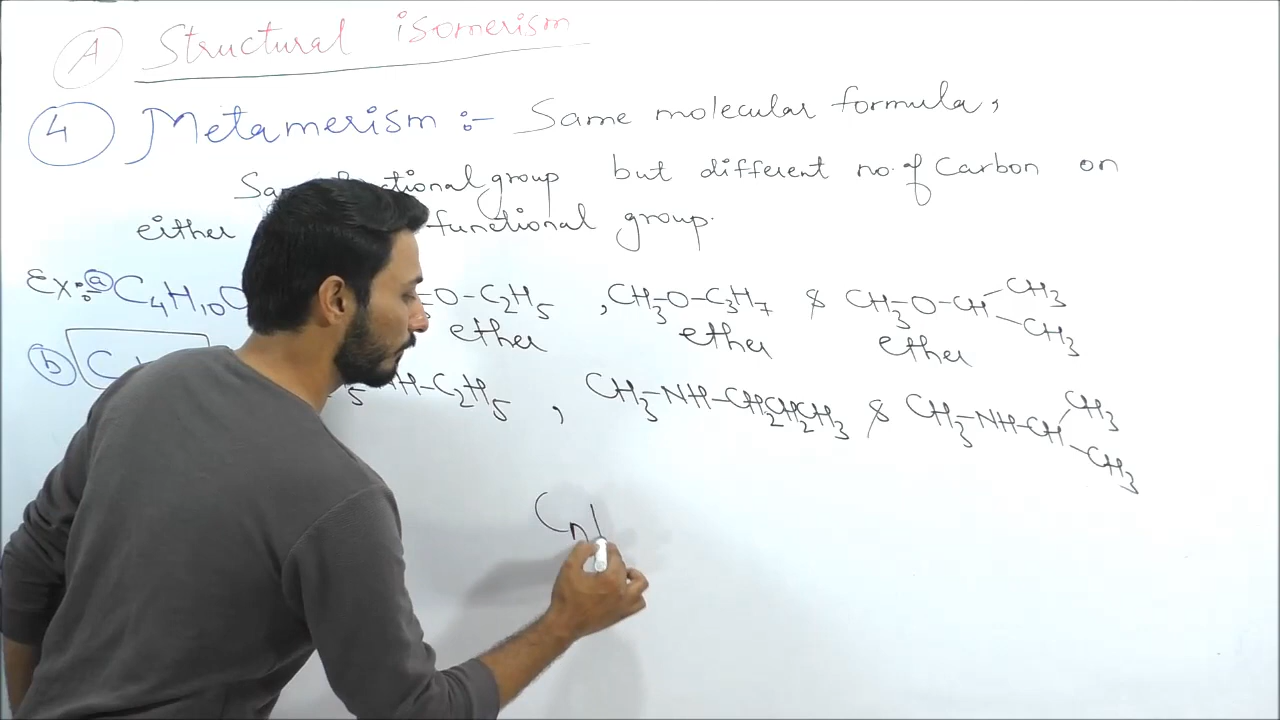 A Structural isomerism
4 Metamerism :- Same molecular formula,
group but different no. of Carbon on
either functional group.
Ex:- a C4H10O O-C2H5 , CH3-O-C3H7 & CH3-O-CH-CH3 -CH3
ether ether ether
b C NH-C2H5 , CH3-NH-CH2CH2CH3 & CH3-NH-CH-CH3 -CH3
Cn